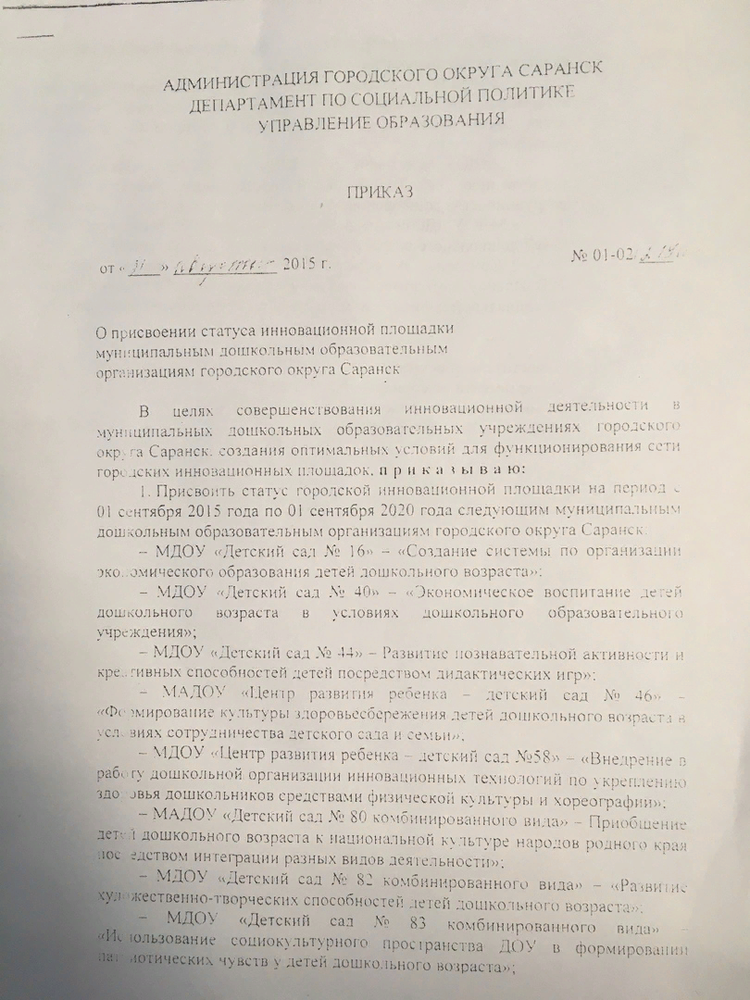 АДМИНИСТРАЦИЯ ГОРОДСКОГО ОКРУГА САРАНСК
ДЕПАРТАМЕНТ ПО СОЦИАЛЬНОЙ ПОЛИТИКЕ
УПРАВЛЕНИЕ ОБРАЗОВАНИЯ
ПРИКАЗ
от « » 2015 г.
№ 01-02/
О присвоении статуса инновационной площадки
муниципальным дошкольным образовательным
организациям городского округа Саранск
В целях совершенствования инновационной деятельности в
муниципальных дошкольных образовательных учреждениях городского
округа Саранск, создания оптимальных условий для функционирования сети
городских инновационных площадок, п р и к а з ы в а ю:
1. Присвоить статус городской инновационной площадки на период с
01 сентября 2015 года по 01 сентября 2020 года следующим муниципальным
дошкольным образовательным организациям городского округа Саранск:
– МДОУ «Детский сад № 16» – «Создание системы по организации
экономического образования детей дошкольного возраста»;
– МДОУ «Детский сад № 40» – «Экономическое воспитание детей
дошкольного возраста в условиях дошкольного образовательного
учреждения»;
– МДОУ «Детский сад № 44» – Развитие познавательной активности и
креативных способностей детей посредством дидактических игр»;
– МАДОУ «Центр развития ребенка – детский сад № 46» –
«Формирование культуры здоровьесбережения детей дошкольного возраста в
условиях сотрудничества детского сада и семьи»;
– МДОУ «Центр развития ребенка – детский сад №58» – «Внедрение в
работу дошкольной организации инновационных технологий по укреплению
здоровья дошкольников средствами физической культуры и хореографии»;
– МАДОУ «Детский сад № 80 комбинированного вида» – Приобщение
детей дошкольного возраста к национальной культуре народов родного края
посредством интеграции разных видов деятельности»;
– МДОУ «Детский сад № 82 комбинированного вида» – «Развитие
художественно-творческих способностей детей дошкольного возраста»;
– МДОУ «Детский сад № 83 комбинированного вида» –
«Использование социокультурного пространства ДОУ в формировании
патриотических чувств у детей дошкольного возраста»;